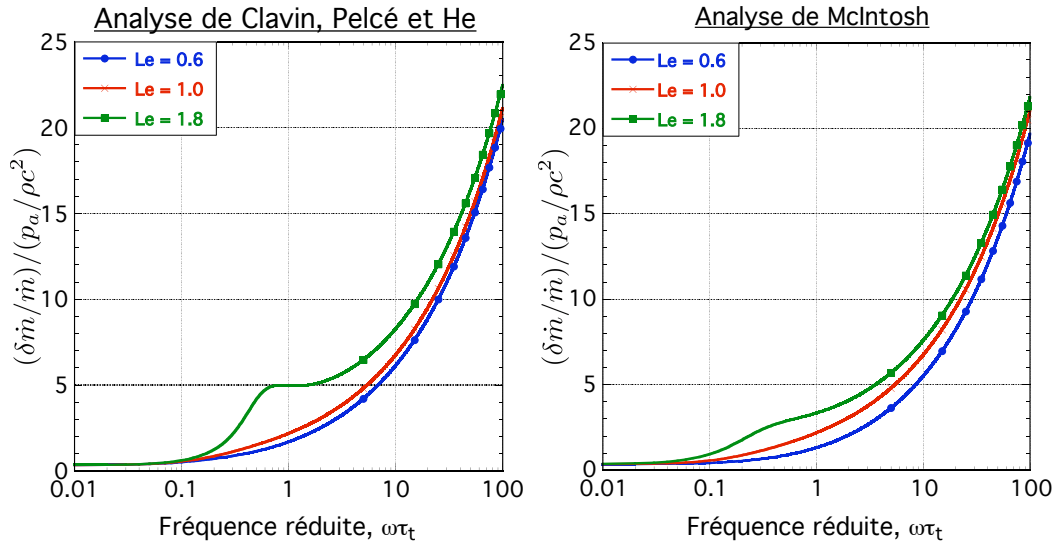 Analyse de Clavin, Pelcé et He
25
20
15
10
5
0
Le = 0.6
Le = 1.0
Le = 1.8
(δṁ/ṁ)/(pₐ/ρc²)
0.01
0.1
1
10
100
Fréquence réduite, ωτₜ
Analyse de McIntosh
25
20
15
10
5
0
Le = 0.6
Le = 1.0
Le = 1.8
(δṁ/ṁ)/(pₐ/ρc²)
0.01
0.1
1
10
100
Fréquence réduite, ωτₜ